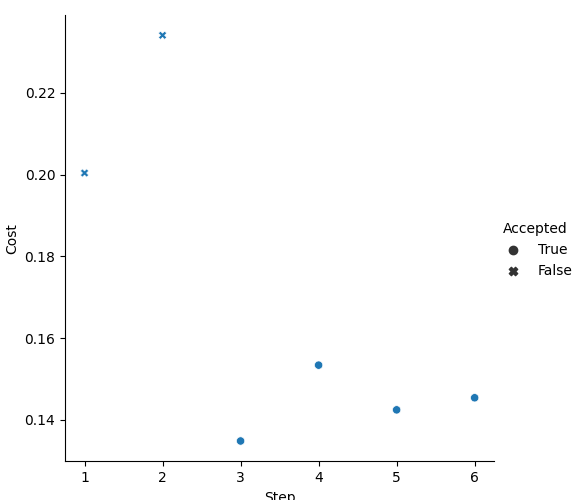 0.22
0.20
0.18
0.16
0.14
Cost
1 2 3 4 5 6
Step
Accepted
True
False